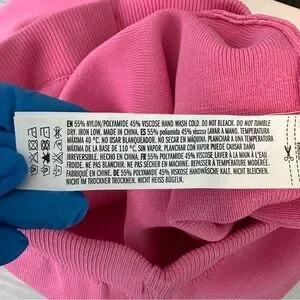 EN 55% NYLON/POLYAMIDE 45% VISCOSE HAND WASH COLD. DO NOT BLEACH. DO NOT TUMBLE
DRY. IRON LOW. MADE IN CHINA. ES 55% poliamida 45% viscosa LAVAR A MANO. TEMPERATURA
MÁXIMA 40 °C. NO USAR BLANQUEADOR. NO SECAR EN MÁQUINA. PLANCHAR A TEMPERATURA
MÁXIMA DE LA BASE DE 110 °C, SIN VAPOR. PLANCHAR CON VAPOR PUEDE CAUSAR DAÑO
IRREVERSIBLE. HECHO EN CHINA. FR 55% polyamide 45% viscose LAVER À LA MAIN À L'EAU
FROIDE. NE PAS BLANCHIR. NE PAS SÉCHER EN MACHINE. REPASSER TEMPÉRATURE MODÉRÉE.
FABRIQUÉ EN CHINE. DE 55% polyamid 45% viskose HANDWÄSCHE KALT. NICHT BLEICHEN.
NICHT IM TROCKNER TROCKNEN. NICHT HEISS BÜGELN.